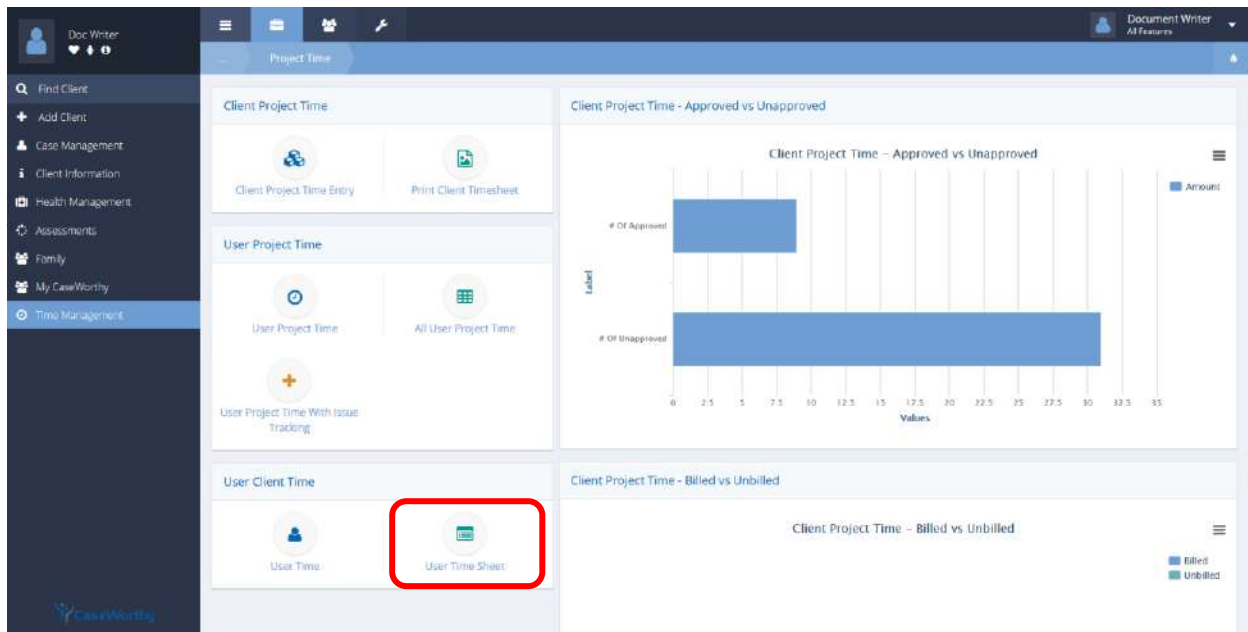 Doc Writer
Document Writer
All Features
...
Project Time
Find Client
Add Client
Case Management
Client Information
Health Management
Assessments
Family
My CaseWorthy
Time Management
CaseWorthy
Client Project Time
Client Project Time Entry
Print Client Timesheet
User Project Time
User Project Time
All User Project Time
User Project Time With Issue
Tracking
User Client Time
User Time
User Time Sheet
Client Project Time - Approved vs Unapproved
Client Project Time – Approved vs Unapproved
Amount
# Of Approved
Label
# Of Unapproved
0 2.5 5 7.5 10 12.5 15 17.5 20 22.5 25 27.5 30 32.5 35
Values
Client Project Time - Billed vs Unbilled
Client Project Time – Billed vs Unbilled
Billed
Unbilled